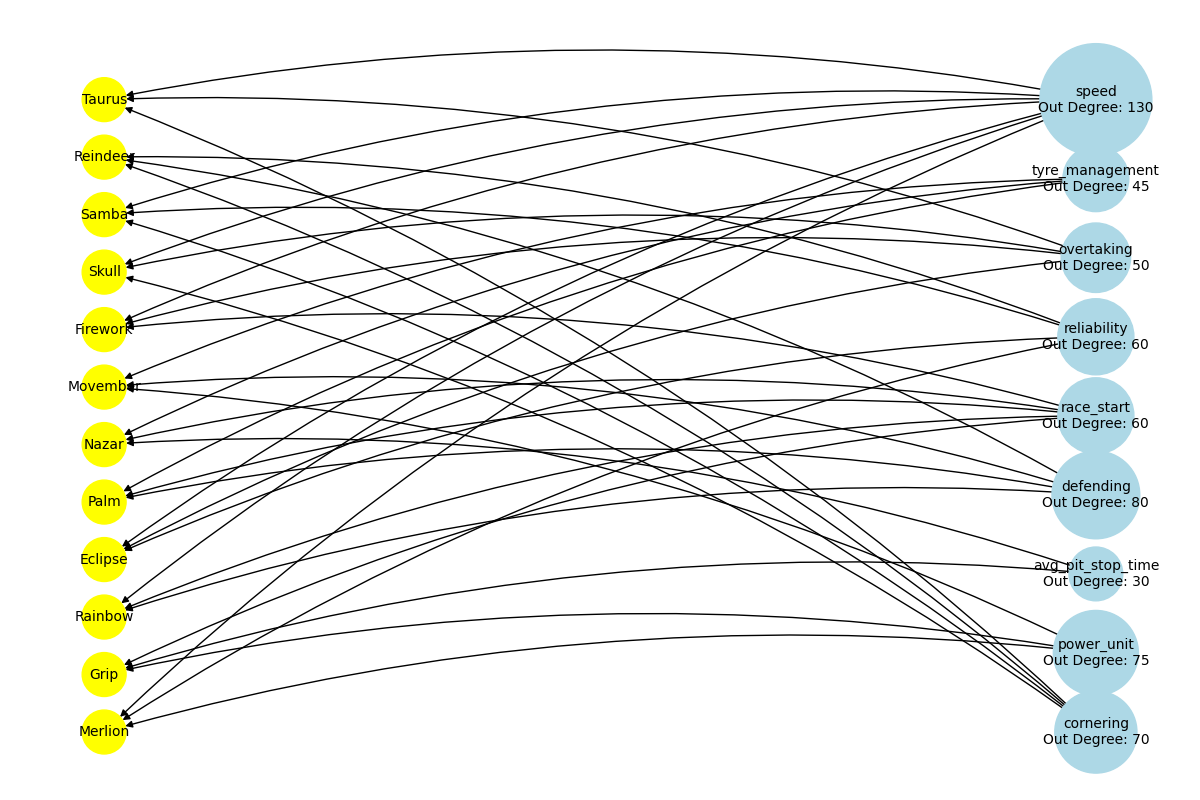 Taurus
Reindeer
Samba
Skull
Firework
Movember
Nazar
Palm
Eclipse
Rainbow
Grip
Merlion
speed
Out Degree: 130
tyre_management
Out Degree: 45
overtaking
Out Degree: 50
reliability
Out Degree: 60
race_start
Out Degree: 60
defending
Out Degree: 80
avg_pit_stop_time
Out Degree: 30
power_unit
Out Degree: 75
cornering
Out Degree: 70